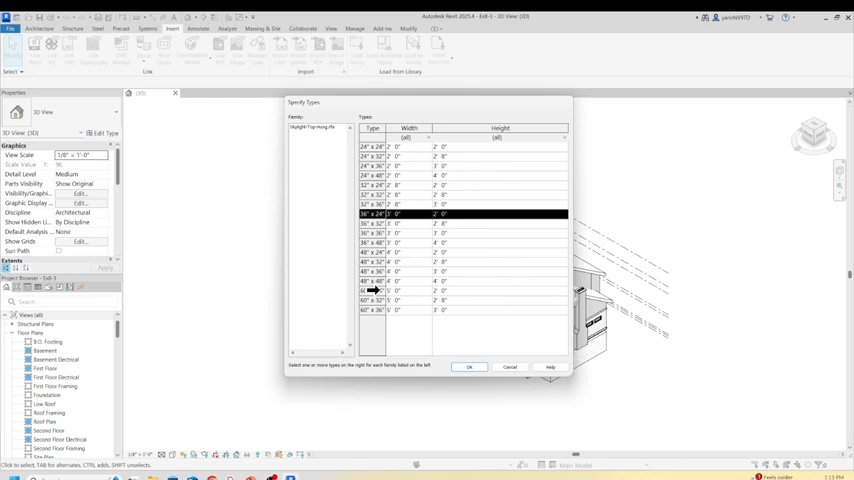 Autodesk Revit 2025.4 - Ex8-3 - 3D View: {3D}
yarinNV97D
File Architecture Structure Steel Precast Systems Insert Annotate Analyze Massing & Site Collaborate View Manage Add-Ins Modify
Select
Link
Import
Load from Library
Properties
{3D}
3D View
3D View: {3D} Edit Type
Graphics
View Scale 1/8" = 1'-0"
Scale Value 1: 96
Detail Level Medium
Parts Visibility Show Original
Visibility/Graphi... Edit...
Graphic Display ... Edit...
Discipline Architectural
Show Hidden Li... By Discipline
Default Analysis ... None
Show Grids Edit...
Sun Path
Extents
Apply
Project Browser - Ex8-3
Search
Views (all)
Structural Plans
Floor Plans
B.O. Footing
Basement
Basement Electrical
First Floor
First Floor Electrical
First Floor Framing
Foundation
Low Roof
Roof Framing
Roof Plan
Second Floor
Second Floor Electrical
Second Floor Framing
Site Plan
Specify Types
Family: Types:
Skylight-Top-Hung.rfa
Type Width Height
(all) (all)
24" x 24" 2' 0" 2' 0"
24" x 32" 2' 0" 2' 8"
24" x 36" 2' 0" 3' 0"
24" x 48" 2' 0" 4' 0"
32" x 24" 2' 8" 2' 0"
32" x 32" 2' 8" 2' 8"
32" x 36" 2' 8" 3' 0"
36" x 24" 3' 0" 2' 0"
36" x 32" 3' 0" 2' 8"
36" x 36" 3' 0" 3' 0"
36" x 48" 3' 0" 4' 0"
48" x 24" 4' 0" 2' 0"
48" x 32" 4' 0" 2' 8"
48" x 36" 4' 0" 3' 0"
48" x 48" 4' 0" 4' 0"
5' 0" 2' 0"
60" x 32" 5' 0" 2' 8"
60" x 36" 5' 0" 3' 0"
Select one or more types on the right for each family listed on the left
OK Cancel Help
1/8" = 1'-0"
Click to select, TAB for alternates, CTRL adds, SHIFT unselects.
Main Model
Feels colder
1:13 PM